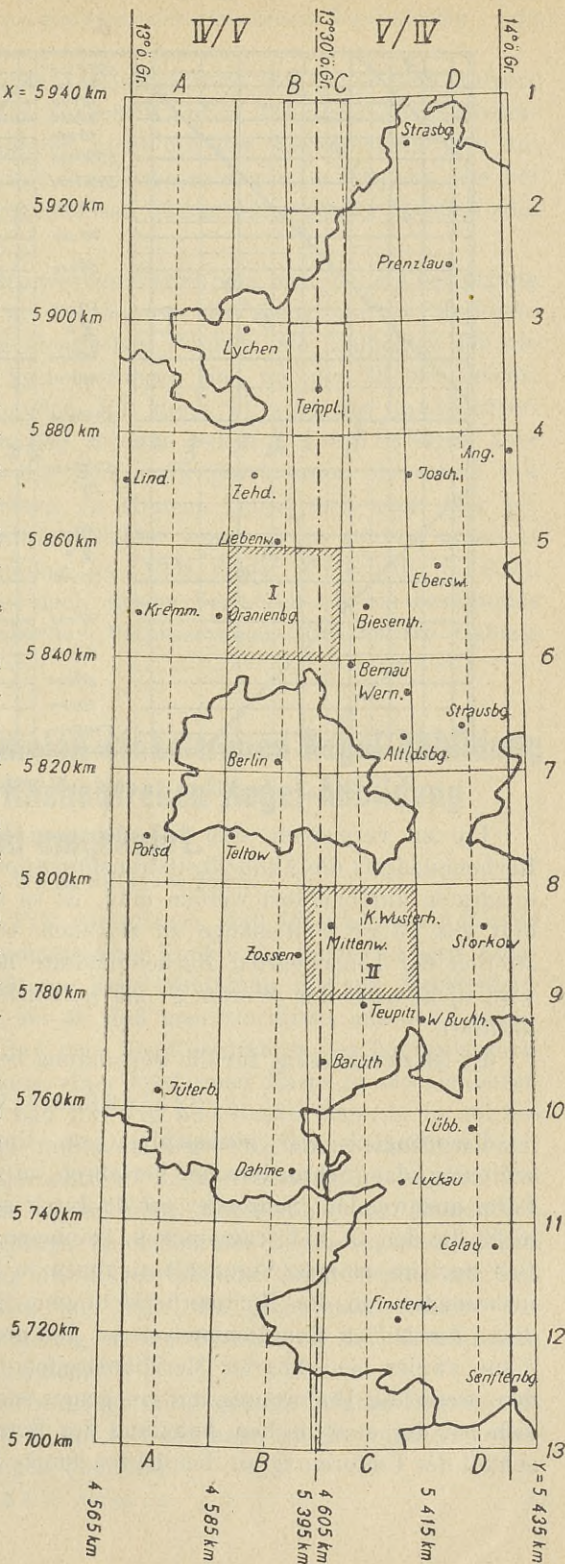 13° ö. Gr.
IV/V
13° 30' ö. Gr.
V/IV
14° ö. Gr.
A B C D
X = 5 940 km 1
Strasbg.
5 920 km 2
Prenzlau
5 900 km 3
Lychen
Templ.
5 880 km 4
Ang.
Lind.
Zehd.
Joach.
Liebenw.
5 860 km 5
I
Ebersw.
Kremm.
Oranienbg.
Biesenth.
5 840 km 6
Bernau
Wern.
Strausbg.
Altldsbg.
Berlin
5 820 km 7
Potsd.
Teltow
5 800 km 8
K. Wusterh.
Mittenw.
Storkow
Zossen
II
5 780 km 9
Teupitz
W. Buchh.
Baruth
Jüterb.
5 760 km 10
Lübb.
Dahme
Luckau
5 740 km 11
Calau
Finsterw.
5 720 km 12
Senftenbg.
5 700 km 13
A B C D
4 565 km
4 585 km
5 395 km
4 605 km
5 415 km
Y = 5 435 km